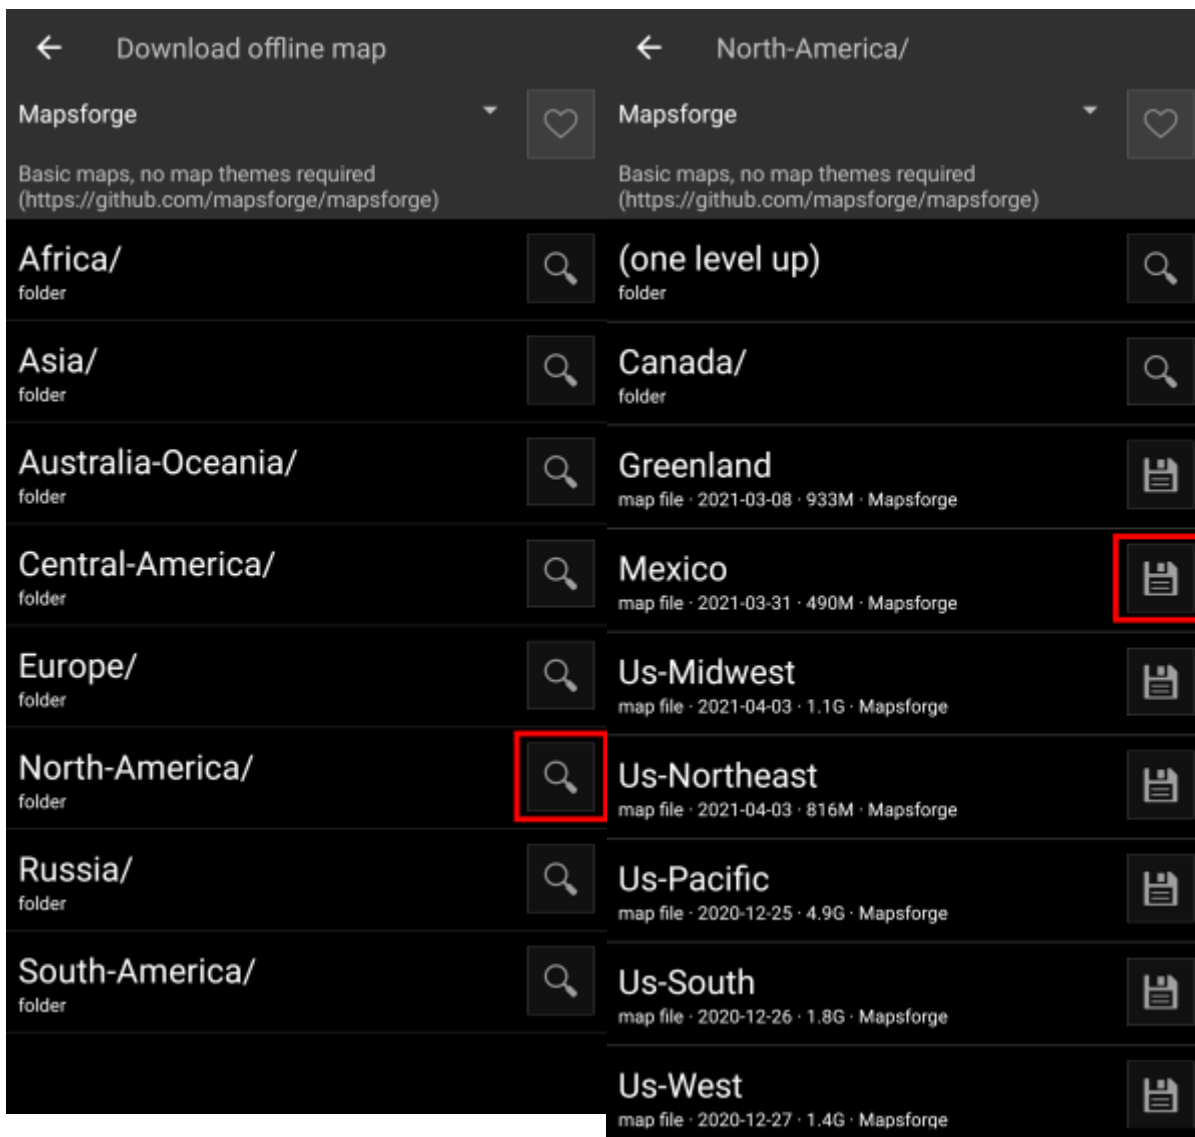 Download offline map
Mapsforge
Basic maps, no map themes required
(https://github.com/mapsforge/mapsforge)
Africa/
folder
Asia/
folder
Australia-Oceania/
folder
Central-America/
folder
Europe/
folder
North-America/
folder
Russia/
folder
South-America/
folder
North-America/
Mapsforge
Basic maps, no map themes required
(https://github.com/mapsforge/mapsforge)
(one level up)
folder
Canada/
folder
Greenland
map file · 2021-03-08 · 933M · Mapsforge
Mexico
map file · 2021-03-31 · 490M · Mapsforge
Us-Midwest
map file · 2021-04-03 · 1.1G · Mapsforge
Us-Northeast
map file · 2021-04-03 · 816M · Mapsforge
Us-Pacific
map file · 2020-12-25 · 4.9G · Mapsforge
Us-South
map file · 2020-12-26 · 1.8G · Mapsforge
Us-West
map file · 2020-12-27 · 1.4G · Mapsforge